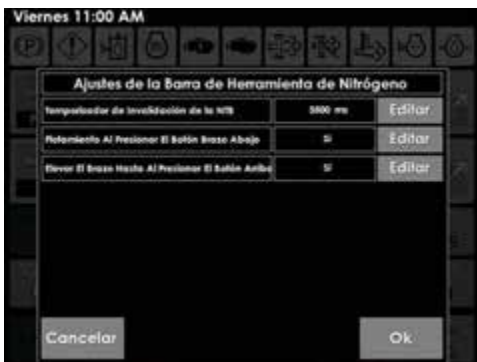 Viernes 11:00 AM
Ajustes de la Barra de Herramienta de Nitrógeno
Temporizador de Invalidación de la NTB 5000 ms Editar
Flotamiento Al Presionar El Botón Brazo Abajo Sí Editar
Elevar El Brazo Hasta Al Presionar El Botón Arriba Sí Editar
Cancelar Ok